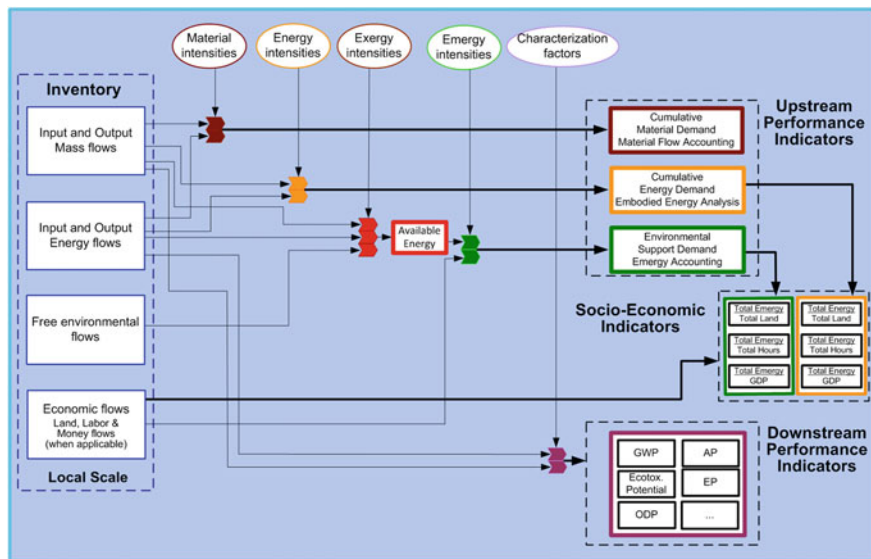 Material
intensities
Energy
intensities
Exergy
intensities
Emergy
intensities
Characterization
factors
Inventory
Input and Output
Mass flows
Input and Output
Energy flows
Free environmental
flows
Economic flows
Land, Labor &
Money flows
(when applicable)
Local Scale
Available
Energy
Upstream
Performance
Indicators
Cumulative
Material Demand
Material Flow Accounting
Cumulative
Energy Demand
Embodied Energy Analysis
Environmental
Support Demand
Emergy Accounting
Socio-Economic
Indicators
Total Emergy
Total Land
Total Emergy
Total Hours
Total Emergy
GDP
Total Energy
Total Land
Total Energy
Total Hours
Total Energy
GDP
Downstream
Performance
Indicators
GWP
AP
Ecotox.
Potential
EP
ODP
...